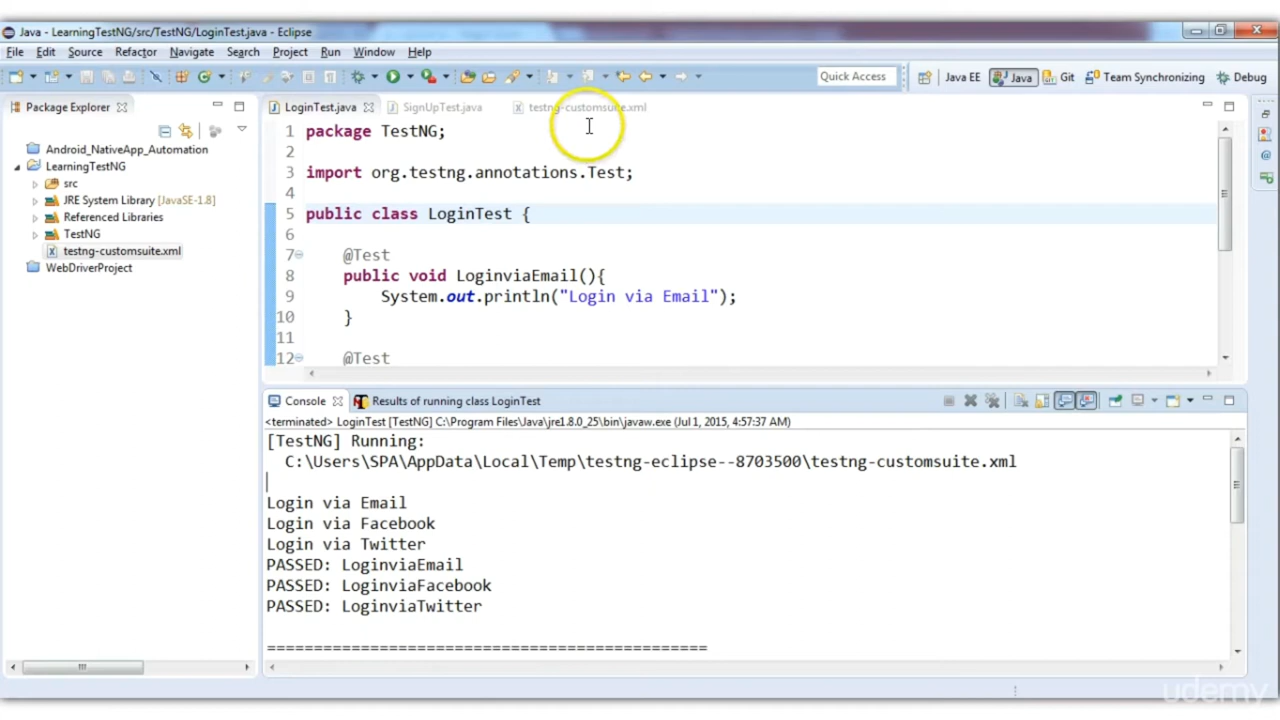 Java - LearningTestNG/src/TestNG/LoginTest.java - Eclipse
File Edit Source Refactor Navigate Search Project Run Window Help
Quick Access Java EE Java Git Team Synchronizing Debug
Package Explorer
LoginTest.java SignUpTest.java testng-customsuite.xml
Android_NativeApp_Automation
LearningTestNG
src
JRE System Library [JavaSE-1.8]
Referenced Libraries
TestNG
testng-customsuite.xml
WebDriverProject
1 package TestNG;
2
3 import org.testng.annotations.Test;
4
5 public class LoginTest {
6
7 @Test
8 public void LoginviaEmail(){
9 System.out.println("Login via Email");
10 }
11
12 @Test
Console Results of running class LoginTest
<terminated> LoginTest [TestNG] C:\Program Files\Java\jre1.8.0_25\bin\javaw.exe (Jul 1, 2015, 4:57:37 AM)
[TestNG] Running:
C:\Users\SPA\AppData\Local\Temp\testng-eclipse--8703500\testng-customsuite.xml
Login via Email
Login via Facebook
Login via Twitter
PASSED: LoginviaEmail
PASSED: LoginviaFacebook
PASSED: LoginviaTwitter
===============================================
udemy